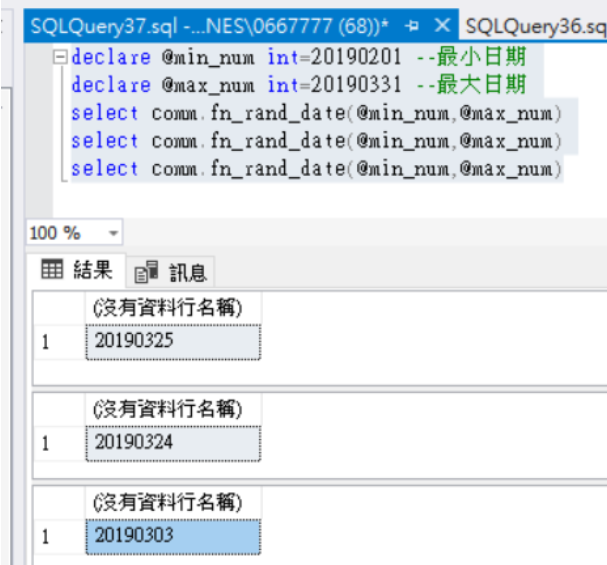 SQLQuery37.sql -...NES\0667777 (68))* SQLQuery36.sq
declare @min_num int=20190201 --最小日期
declare @max_num int=20190331 --最大日期
select comm.fn_rand_date(@min_num,@max_num)
select comm.fn_rand_date(@min_num,@max_num)
select comm.fn_rand_date(@min_num,@max_num)
100 %
結果 訊息
(沒有資料行名稱)
1 20190325
(沒有資料行名稱)
1 20190324
(沒有資料行名稱)
1 20190303